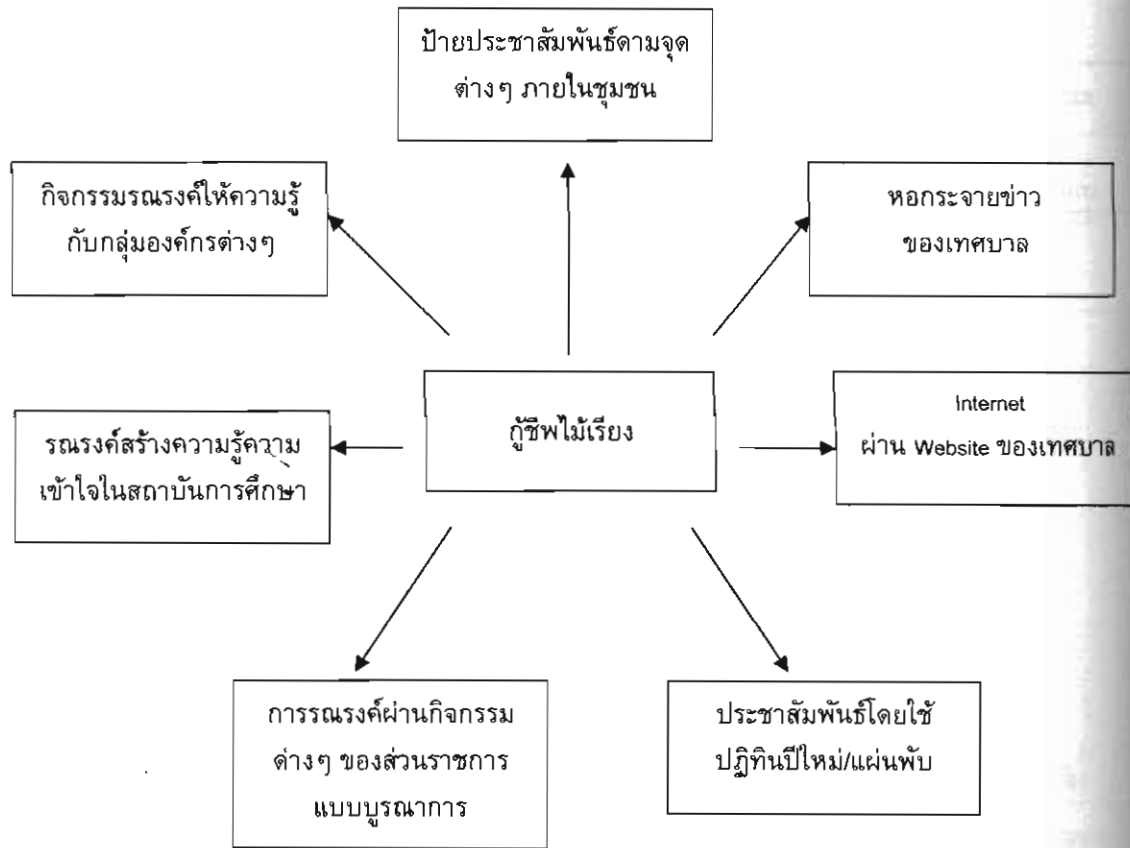 ป้ายประชาสัมพันธ์ตามจุด
ต่างๆ ภายในชุมชน
กิจกรรมรณรงค์ให้ความรู้
กับกลุ่มองค์กรต่างๆ
หอกระจายข่าว
ของเทศบาล
กู้ชีพไม้เรียง
รณรงค์สร้างความรู้ความ
เข้าใจในสถาบันการศึกษา
Internet
ผ่าน Website ของเทศบาล
การรณรงค์ผ่านกิจกรรม
ต่างๆ ของส่วนราชการ
แบบบูรณาการ
ประชาสัมพันธ์โดยใช้
ปฏิทินปีใหม่/แผ่นพับ